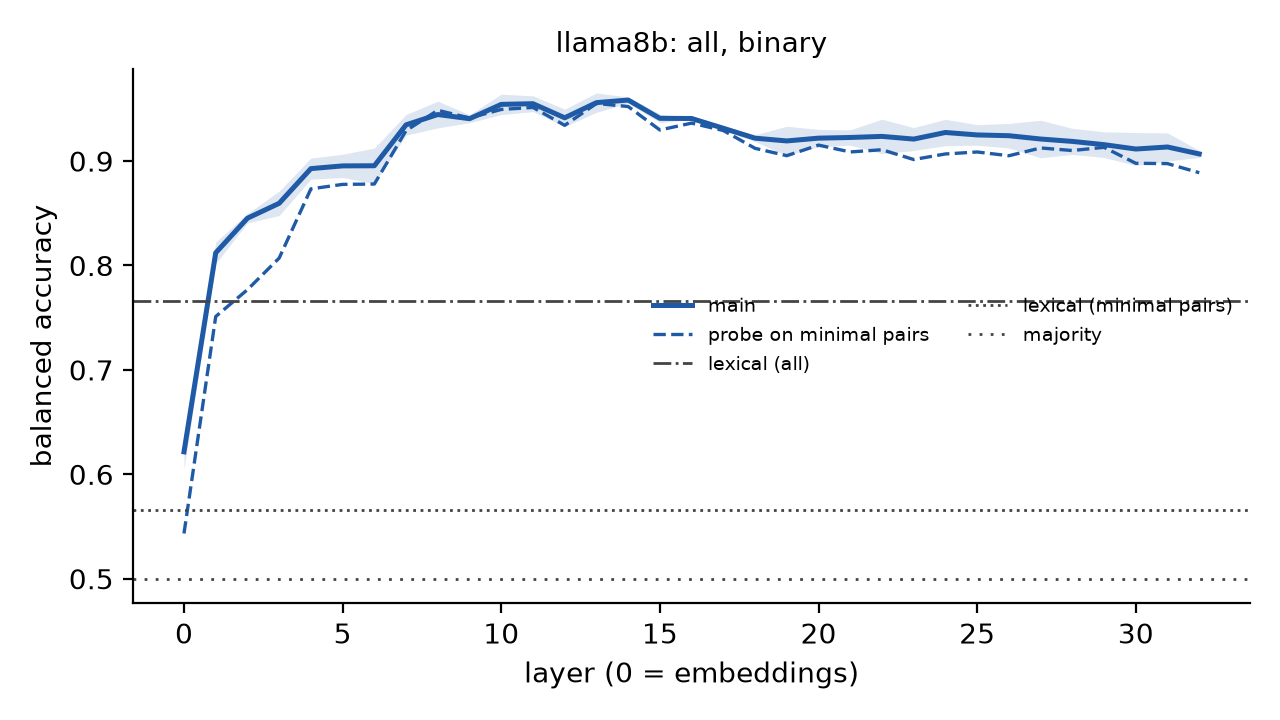 llama8b: all, binary
balanced accuracy
0.9
0.8
0.7
0.6
0.5
main
probe on minimal pairs
lexical (all)
lexical (minimal pairs)
majority
0 5 10 15 20 25 30
layer (0 = embeddings)